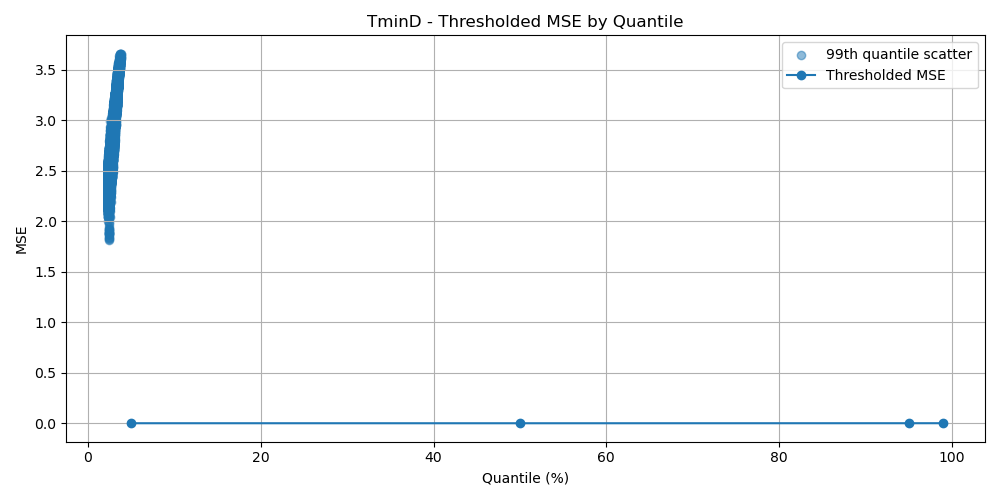 TminD - Thresholded MSE by Quantile
99th quantile scatter
Thresholded MSE
3.5
3.0
2.5
2.0
1.5
1.0
0.5
0.0
MSE
0 20 40 60 80 100
Quantile (%)